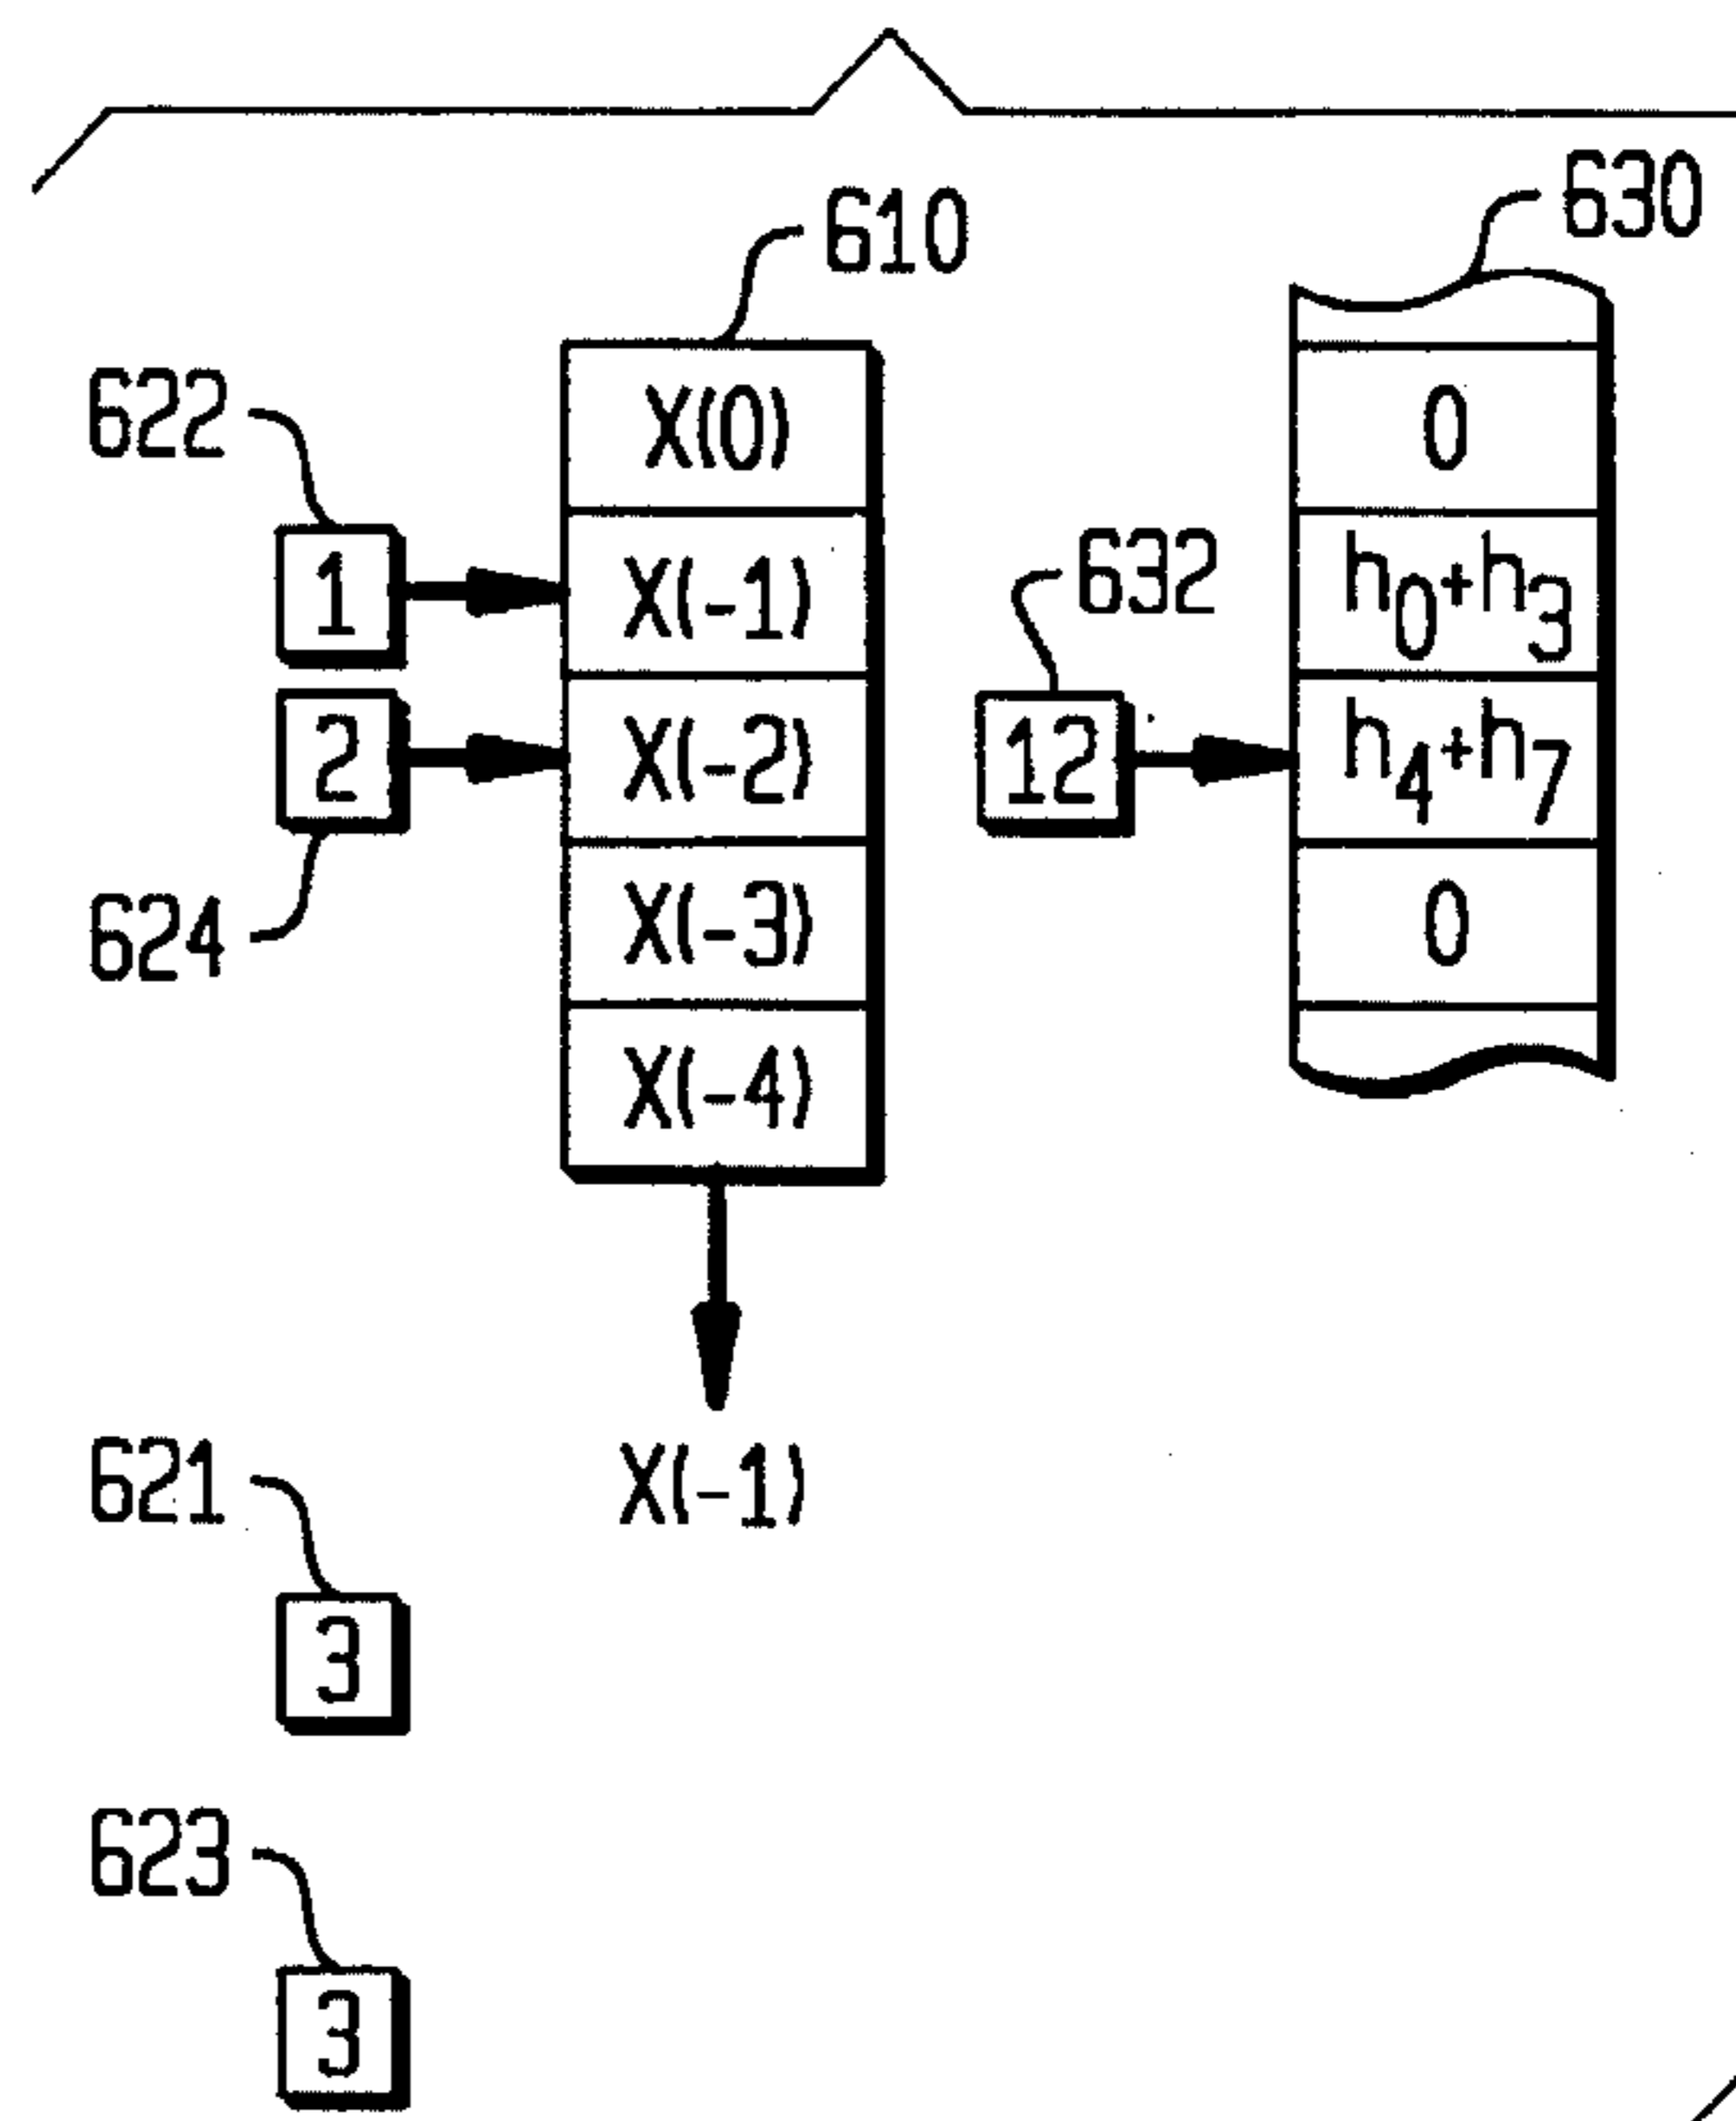 630
610
622
X(0)
0
1
X(-1)
632
h0+h3
2
X(-2)
12
h4+h7
624
X(-3)
0
X(-4)
621
X(-1)
3
623
3